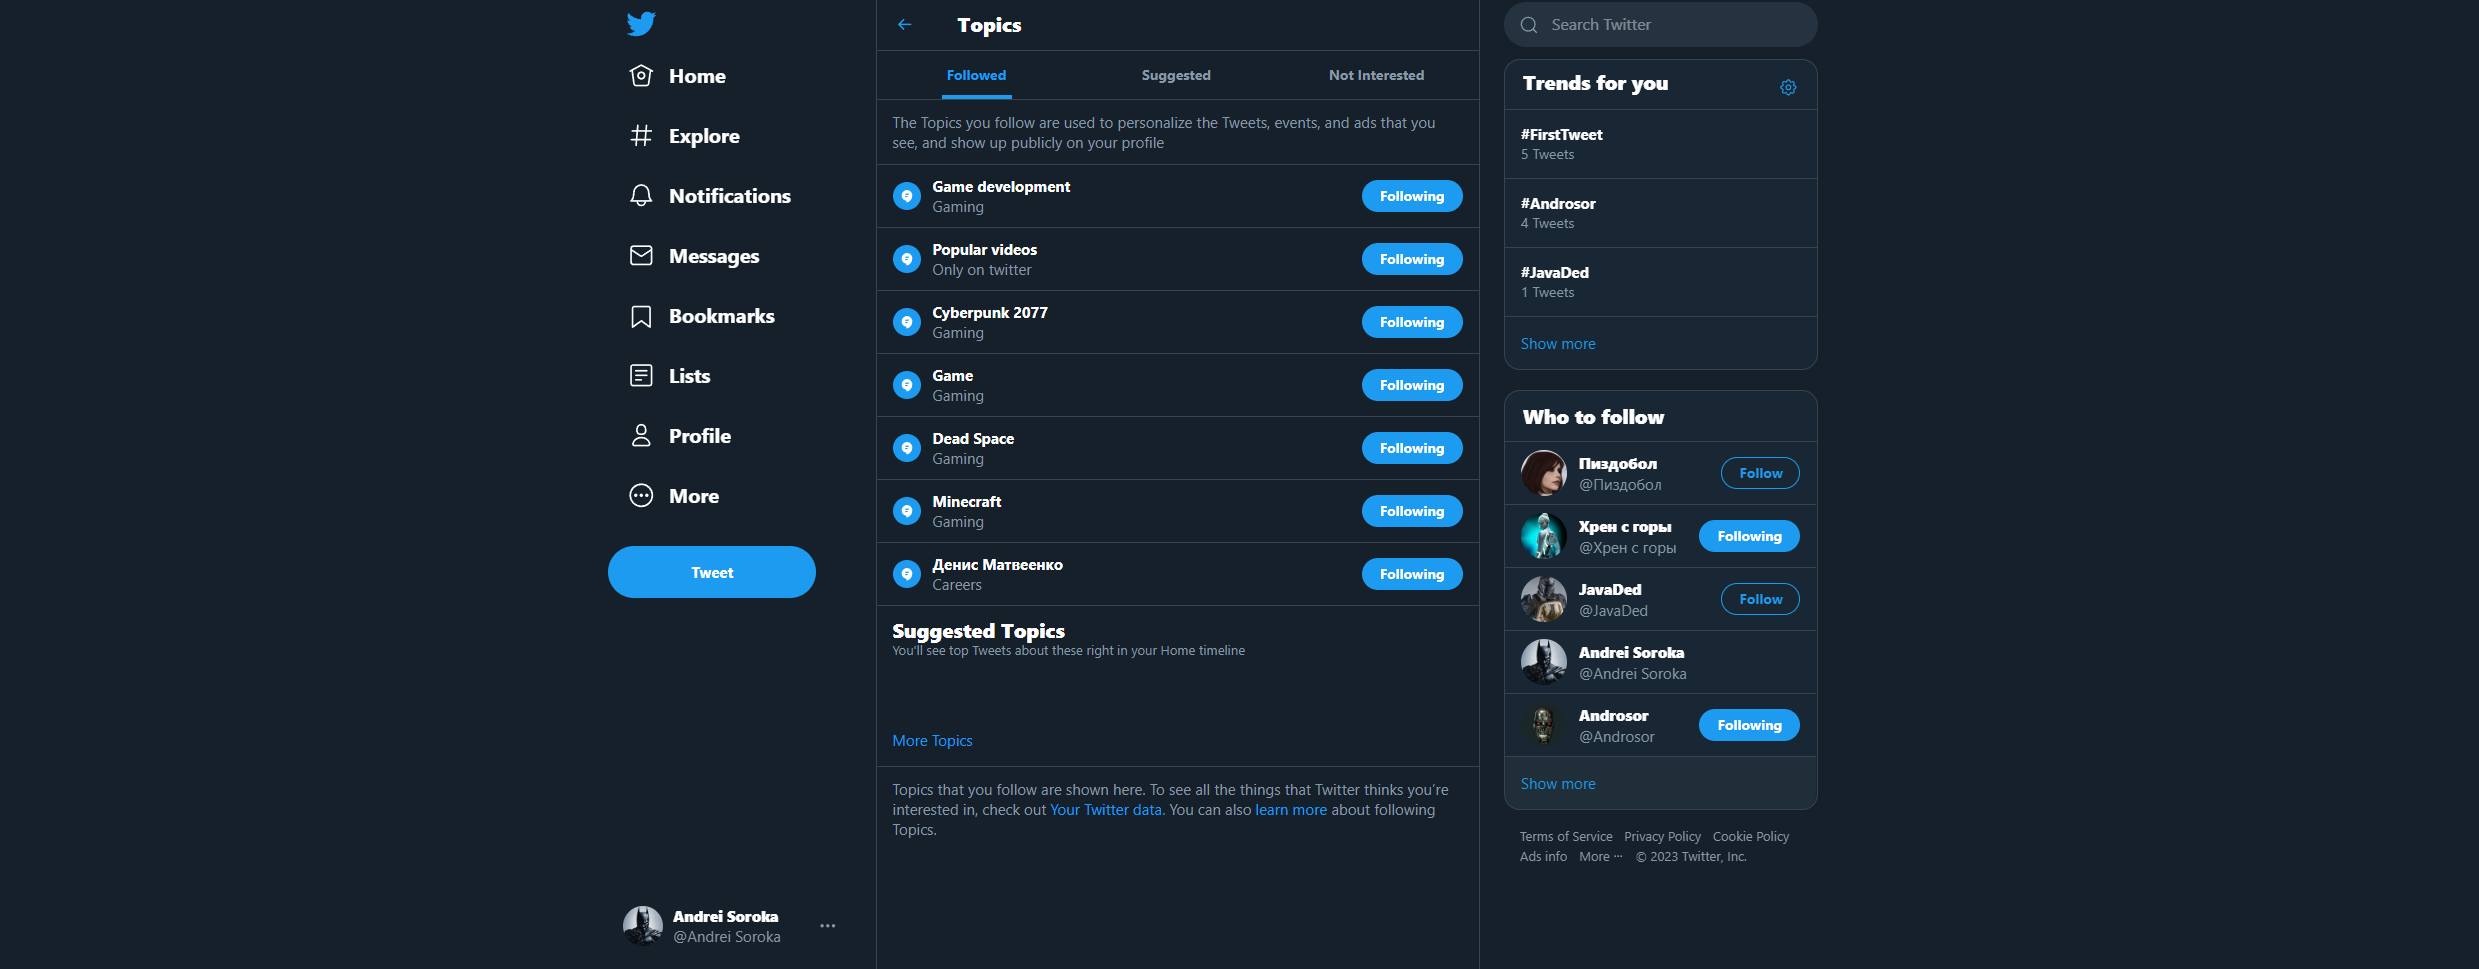 Home
Explore
Notifications
Messages
Bookmarks
Lists
Profile
More
Tweet
Andrei Soroka
@Andrei Soroka
Topics
Followed
Suggested
Not Interested
The Topics you follow are used to personalize the Tweets, events, and ads that you
see, and show up publicly on your profile
Game development
Gaming
Following
Popular videos
Only on twitter
Following
Cyberpunk 2077
Gaming
Following
Game
Gaming
Following
Dead Space
Gaming
Following
Minecraft
Gaming
Following
Денис Матвеенко
Careers
Following
Suggested Topics
You'll see top Tweets about these right in your Home timeline
More Topics
Topics that you follow are shown here. To see all the things that Twitter thinks you’re
interested in, check out Your Twitter data. You can also learn more about following
Topics.
Search Twitter
Trends for you
#FirstTweet
5 Tweets
#Androsor
4 Tweets
#JavaDed
1 Tweets
Show more
Who to follow
Пиздобол
@Пиздобол
Follow
Хрен с горы
@Хрен с горы
Following
JavaDed
@JavaDed
Follow
Andrei Soroka
@Andrei Soroka
Androsor
@Androsor
Following
Show more
Terms of Service Privacy Policy Cookie Policy
Ads info More ··· © 2023 Twitter, Inc.